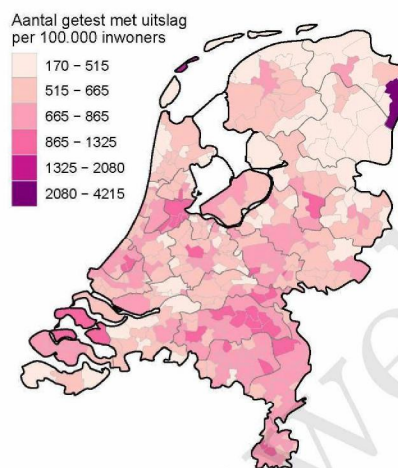 Aantal getest met uitslag
per 100.000 inwoners
170 – 515
515 – 665
665 – 865
865 – 1325
1325 – 2080
2080 – 4215